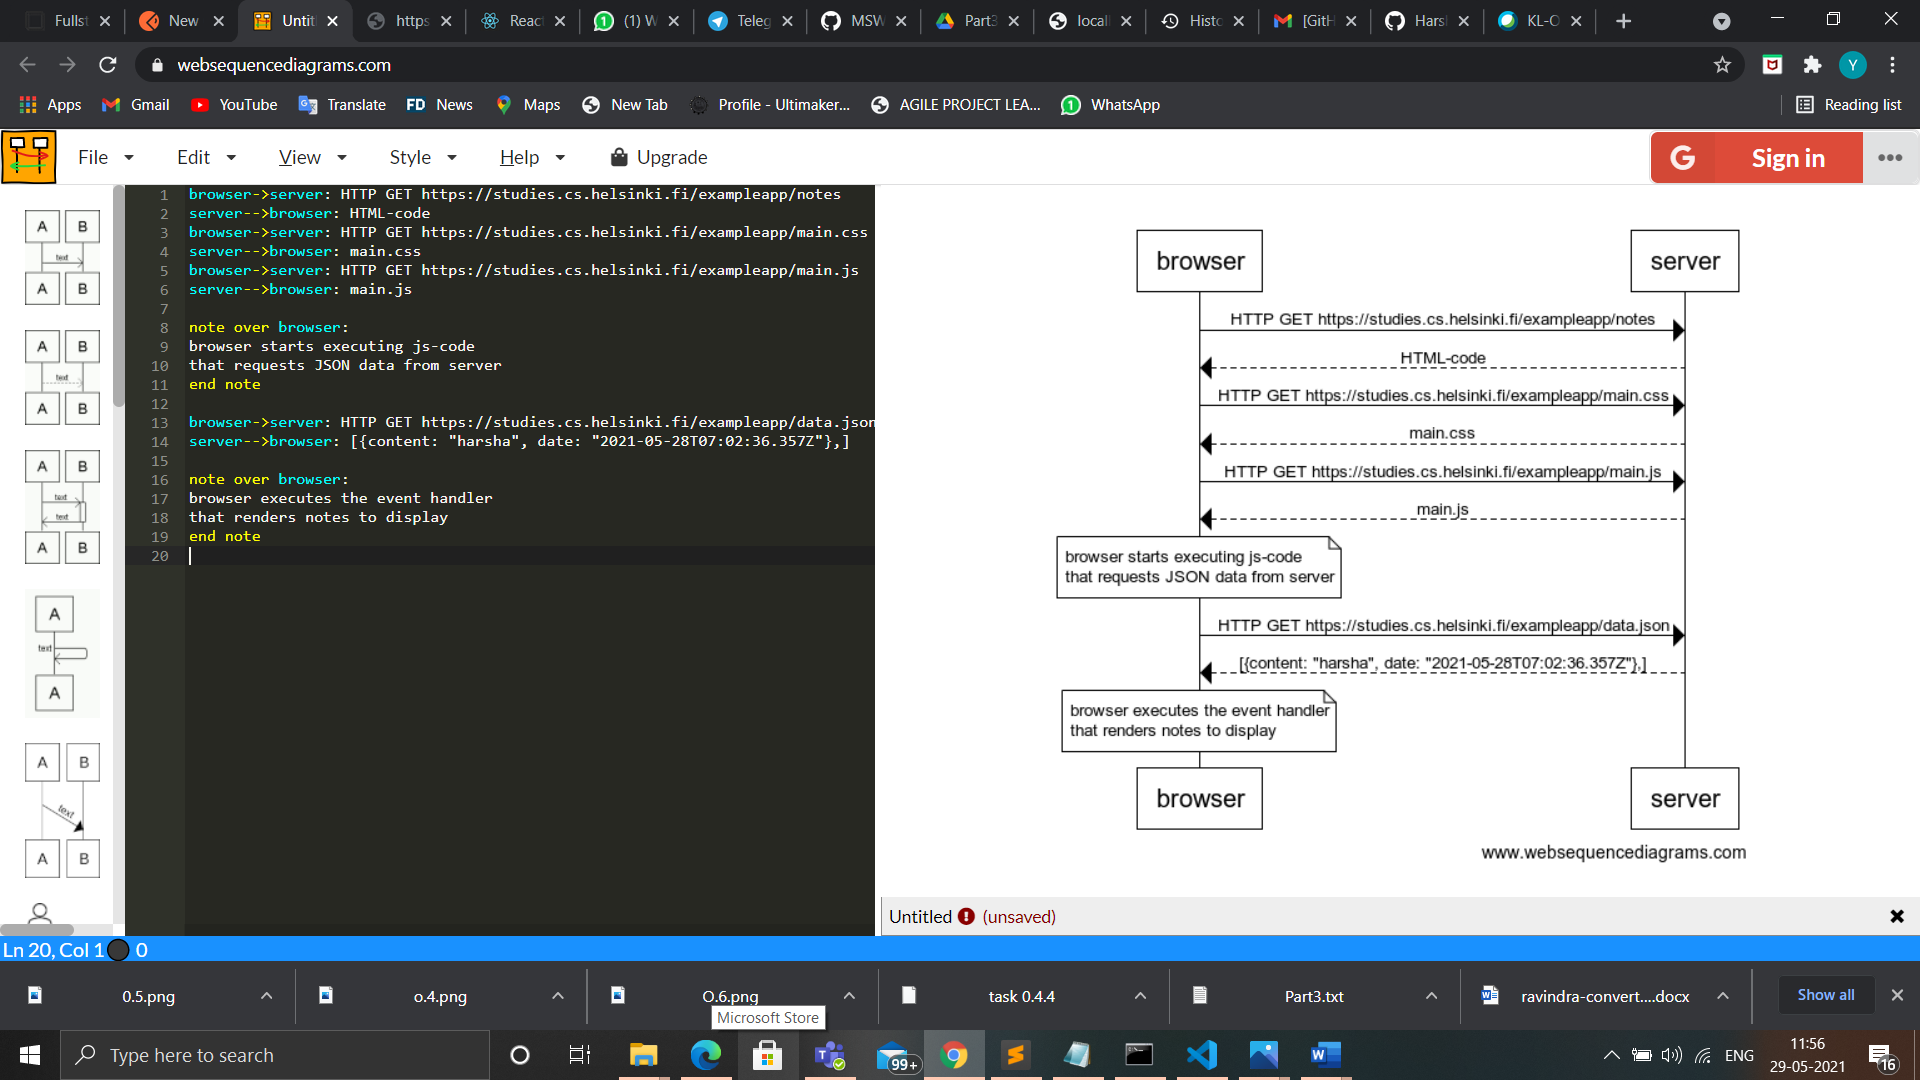 Fullst
New
Untit
https
React
(1) W
Teleg
MSW
Part3
locall
Histo
[GitH
Harsh
KL-O
websequencediagrams.com
Y
Apps
Gmail
YouTube
Translate
FD News
Maps
New Tab
Profile - Ultimaker...
AGILE PROJECT LEA...
WhatsApp
Reading list
File
Edit
View
Style
Help
Upgrade
G Sign in
1 browser->server: HTTP GET https://studies.cs.helsinki.fi/exampleapp/notes
2 server-->browser: HTML-code
3 browser->server: HTTP GET https://studies.cs.helsinki.fi/exampleapp/main.css
4 server-->browser: main.css
5 browser->server: HTTP GET https://studies.cs.helsinki.fi/exampleapp/main.js
6 server-->browser: main.js
7
8 note over browser:
9 browser starts executing js-code
10 that requests JSON data from server
11 end note
12
13 browser->server: HTTP GET https://studies.cs.helsinki.fi/exampleapp/data.json
14 server-->browser: [{content: "harsha", date: "2021-05-28T07:02:36.357Z"},]
15
16 note over browser:
17 browser executes the event handler
18 that renders notes to display
19 end note
20
A B
text
A B
A B
text
A B
A B
text
text
A B
A
text
A
A B
text
A B
browser server
HTTP GET https://studies.cs.helsinki.fi/exampleapp/notes
HTML-code
HTTP GET https://studies.cs.helsinki.fi/exampleapp/main.css
main.css
HTTP GET https://studies.cs.helsinki.fi/exampleapp/main.js
main.js
browser starts executing js-code
that requests JSON data from server
HTTP GET https://studies.cs.helsinki.fi/exampleapp/data.json
[{content: "harsha", date: "2021-05-28T07:02:36.357Z"},]
browser executes the event handler
that renders notes to display
browser server
www.websequencediagrams.com
Untitled (unsaved)
Ln 20, Col 1 0
0.5.png
o.4.png
O.6.png
task 0.4.4
Part3.txt
ravindra-convert....docx
Show all
Microsoft Store
Type here to search
99+
ENG
11:56
29-05-2021
16